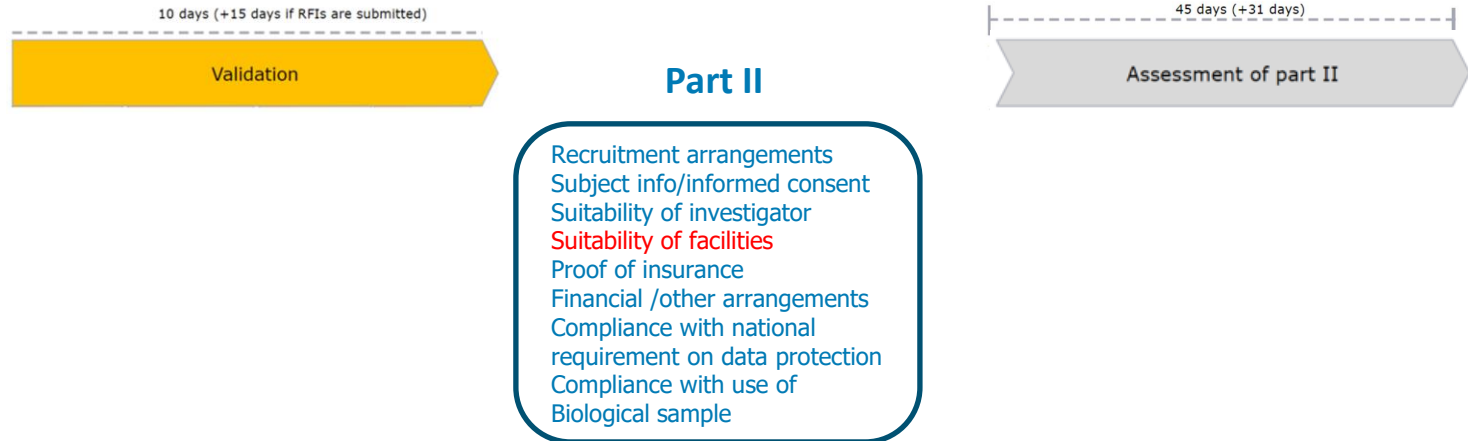 10 days (+15 days if RFIs are submitted)
Validation
Part II
Recruitment arrangements
Subject info/informed consent
Suitability of investigator
Suitability of facilities
Proof of insurance
Financial /other arrangements
Compliance with national
requirement on data protection
Compliance with use of
Biological sample
45 days (+31 days)
Assessment of part II